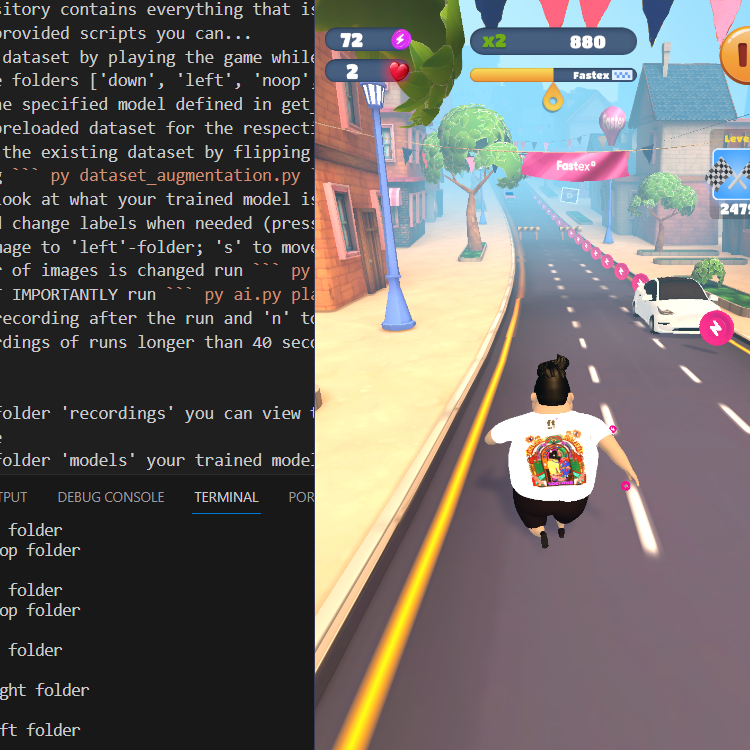 sitory contains everything that is
provided scripts you can...
dataset by playing the game while
e folders ['down', 'left', 'noop',
he specified model defined in get_
preloaded dataset for the respecti
the existing dataset by flipping
g ``` py dataset_augmentation.py `
look at what your trained model is
d change labels when needed (press
mage to 'left'-folder; 's' to move
r of images is changed run ``` py
T IMPORTANTLY run ``` py ai.py pla
recording after the run and 'n' to
rdings of runs longer than 40 seco
folder 'recordings' you can view t
e
folder 'models' your trained model
TPUT DEBUG CONSOLE TERMINAL POR
folder
op folder
folder
op folder
folder
ght folder
ft folder
72
x2 880
2
Fastex
Faster
Fastex
Level
2479